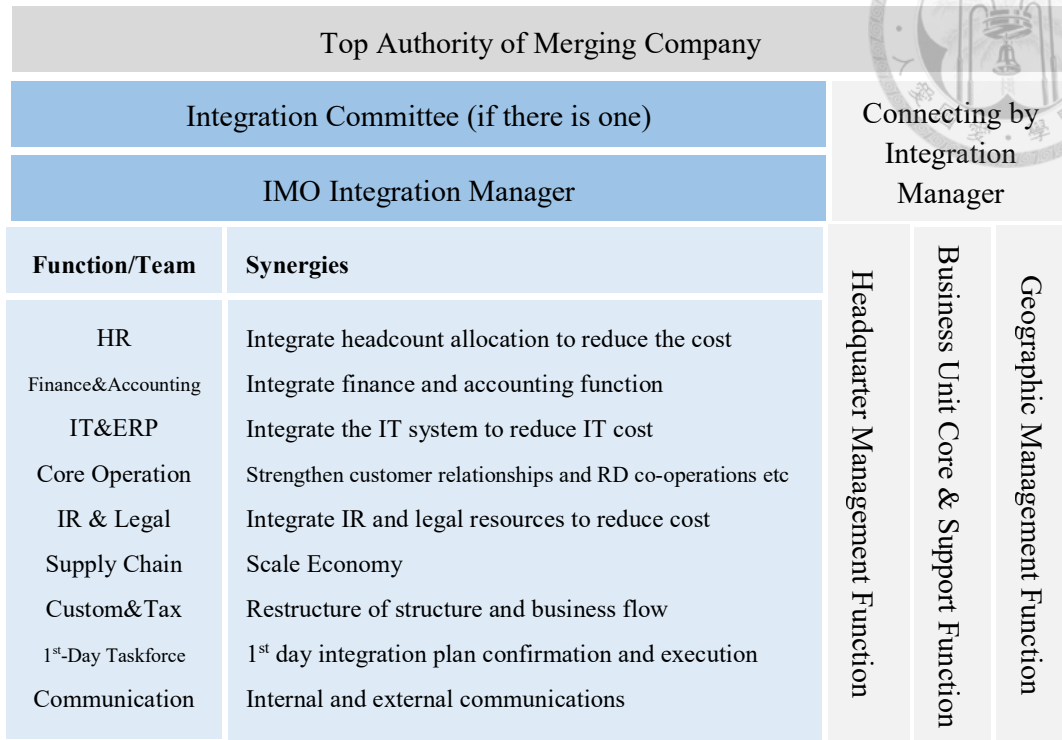 Top Authority of Merging Company
Integration Committee (if there is one)
Connecting by
Integration
Manager
IMO Integration Manager
Function/Team Synergies
HR Integrate headcount allocation to reduce the cost
Finance&Accounting Integrate finance and accounting function
IT&ERP Integrate the IT system to reduce IT cost
Core Operation Strengthen customer relationships and RD co-operations etc
IR & Legal Integrate IR and legal resources to reduce cost
Supply Chain Scale Economy
Custom&Tax Restructure of structure and business flow
1st-Day Taskforce 1st day integration plan confirmation and execution
Communication Internal and external communications
Headquarter Management Function
Business Unit Core & Support Function
Geographic Management Function